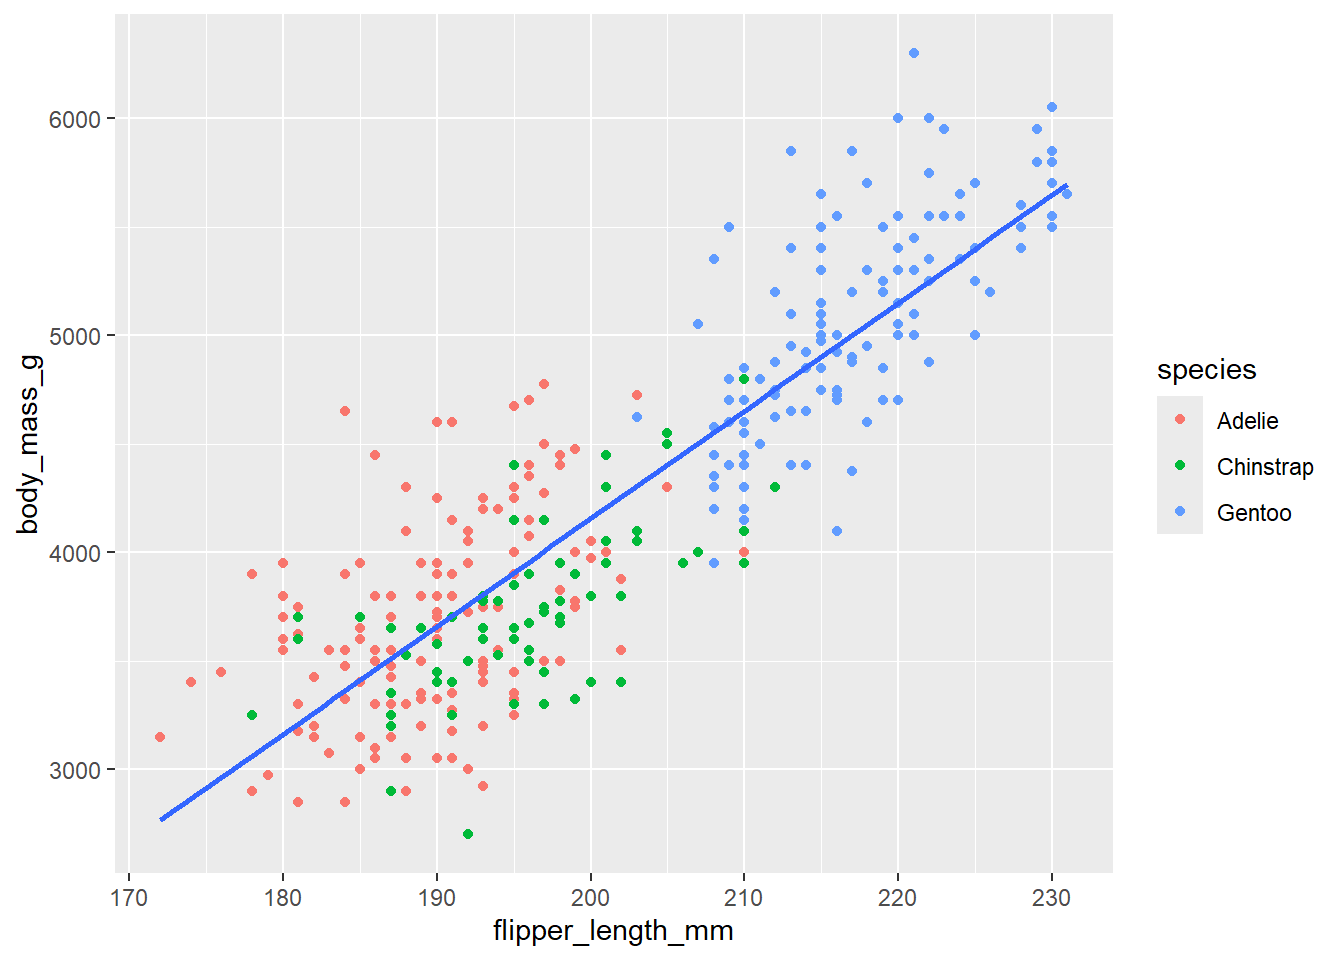 6000
5000
4000
3000
body_mass_g
170 180 190 200 210 220 230
flipper_length_mm
species
Adelie
Chinstrap
Gentoo